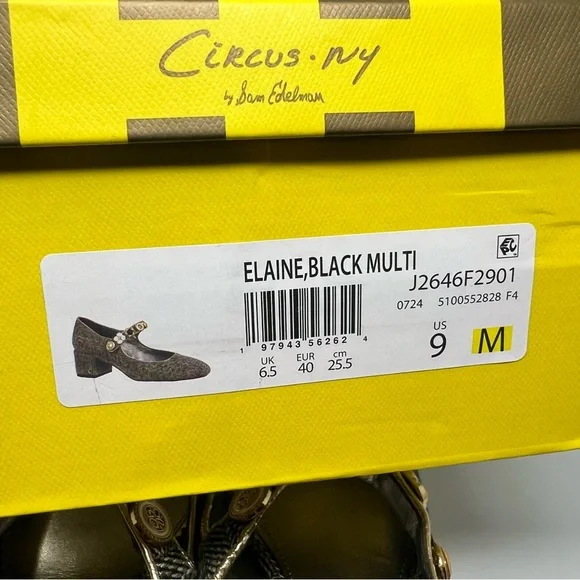 CIRCUS·NY
by Sam Edelman
ELAINE,BLACK MULTI
J2646F2901
0724 5100552828 F4
1 97943 56262 4
UK EUR cm
6.5 40 25.5
US
9 M